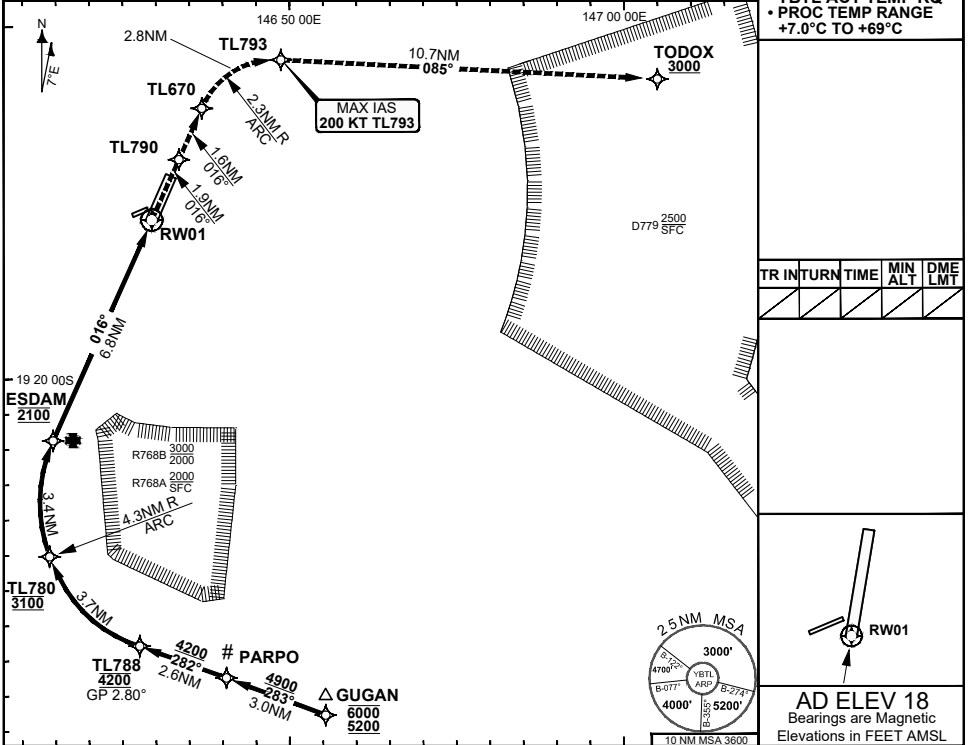 146 50 00E
147 00 00E
• PROC TEMP RANGE
+7.0°C TO +69°C
N
7°E
2.8NM
TL793
10.7NM
085°
TODOX
3000
TL670
MAX IAS
200 KT TL793
2.3NM R
ARC
TL790
1.6NM
016°
1.9NM
016°
RW01
D779 2500
SFC
TR IN TURN TIME MIN ALT DME LMT
016°
6.8NM
19 20 00S
ESDAM
2100
R768B 3000
2000
R768A 2000
SFC
3.4NM
4.3NM R
ARC
TL780
3100
3.7NM
TL788
4200
GP 2.80°
4200
282°
2.6NM
# PARPO
4900
283°
3.0NM
GUGAN
6000
5200
25NM MSA
3000'
B-122°
4700'
YBTL
ARP
B-077°
B-274°
4000'
B-355°
5200'
10 NM MSA 3600
RW01
AD ELEV 18
Bearings are Magnetic
Elevations in FEET AMSL